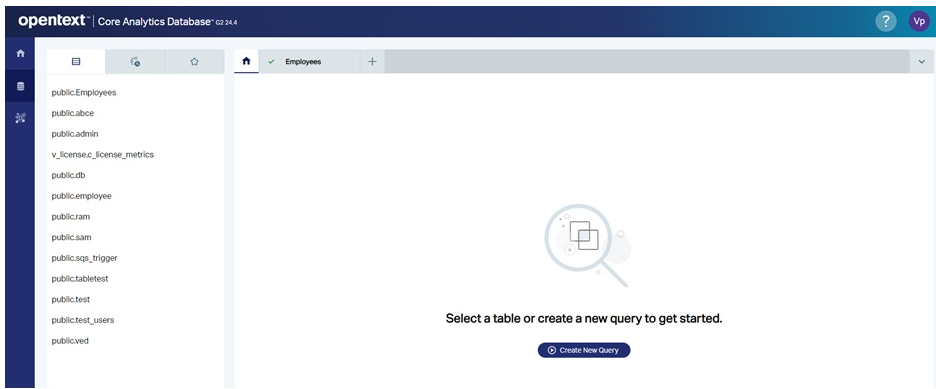 opentext™ | Core Analytics Database™ G2 24.4
? Vp
Employees
public.Employees
public.abce
public.admin
v_license.c_license_metrics
public.db
public.employee
public.ram
public.sam
public.sqs_trigger
public.tabletest
public.test
public.test_users
public.ved
Select a table or create a new query to get started.
Create New Query